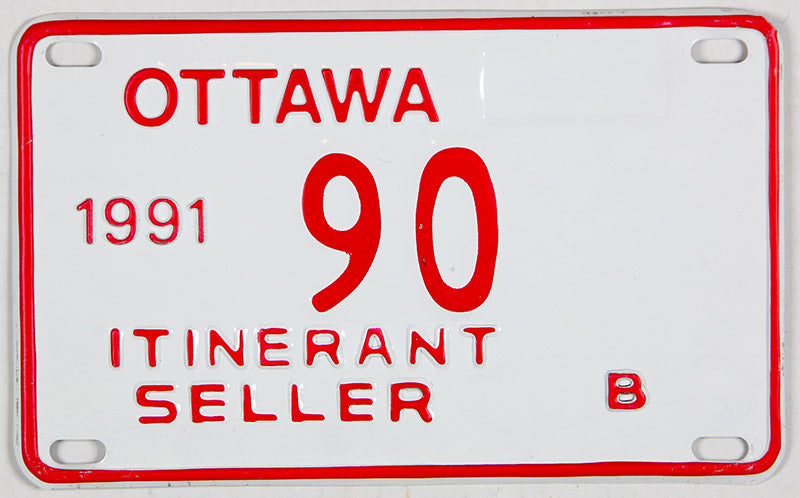 OTTAWA
1991 90
ITINERANT
SELLER B